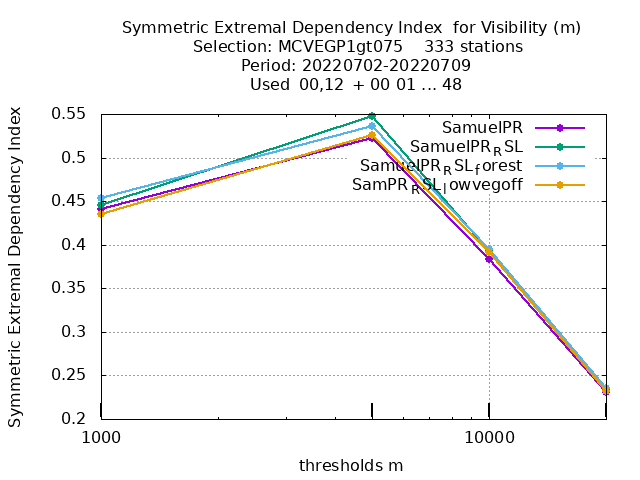 Symmetric Extremal Dependency Index  for Visibility (m)
Selection: MCVEGP1gt075    333 stations
Period: 20220702-20220709
Used  00,12  + 00 01 ... 48
Symmetric Extremal Dependency Index
0.55
0.5
0.45
0.4
0.35
0.3
0.25
0.2
SamuelPR
SamuelPR_RSL
SamuelPR_RSL_forest
SamPR_RSL_lowvegoff
1000
10000
thresholds m